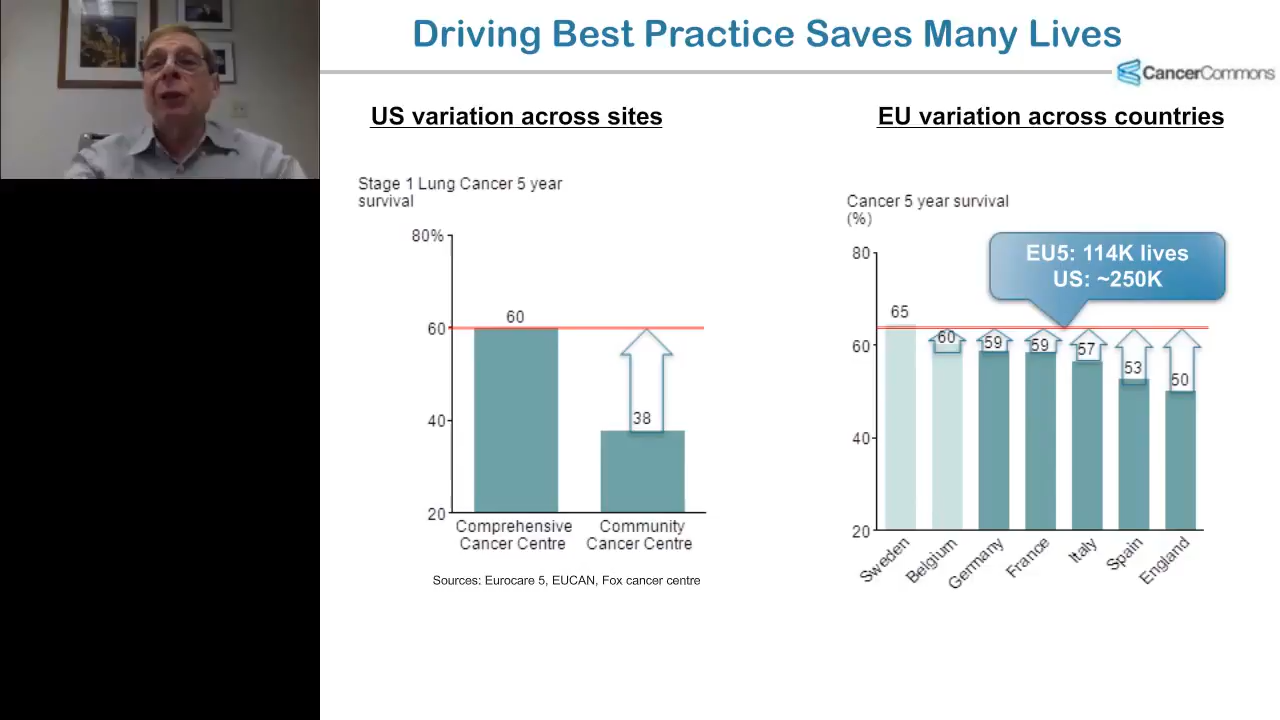 Driving Best Practice Saves Many Lives
CancerCommons
US variation across sites
Stage 1 Lung Cancer 5 year
survival
80%
60
40
20
60
38
Comprehensive
Cancer Centre
Community
Cancer Centre
Sources: Eurocare 5, EUCAN, Fox cancer centre
EU variation across countries
Cancer 5 year survival
(%)
EU5: 114K lives
US: ~250K
80
60
40
20
65
60
59
59
57
53
50
Sweden
Belgium
Germany
France
Italy
Spain
England